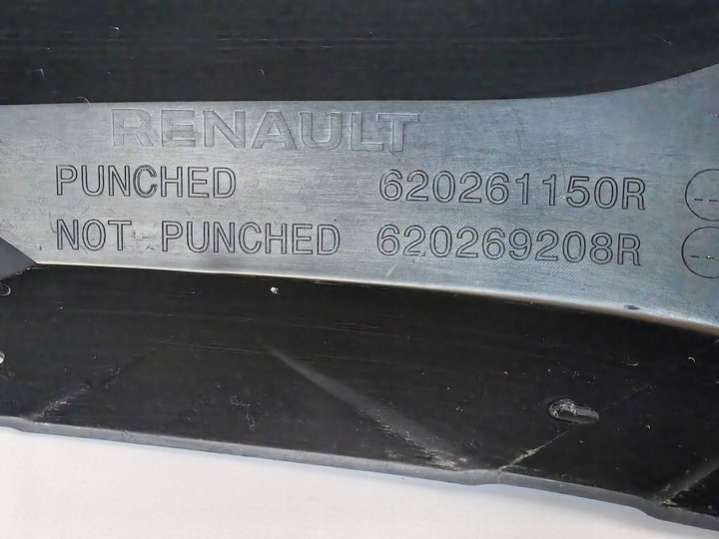 RENAULT
PUNCHED 620261150R
NOT PUNCHED 620269208R